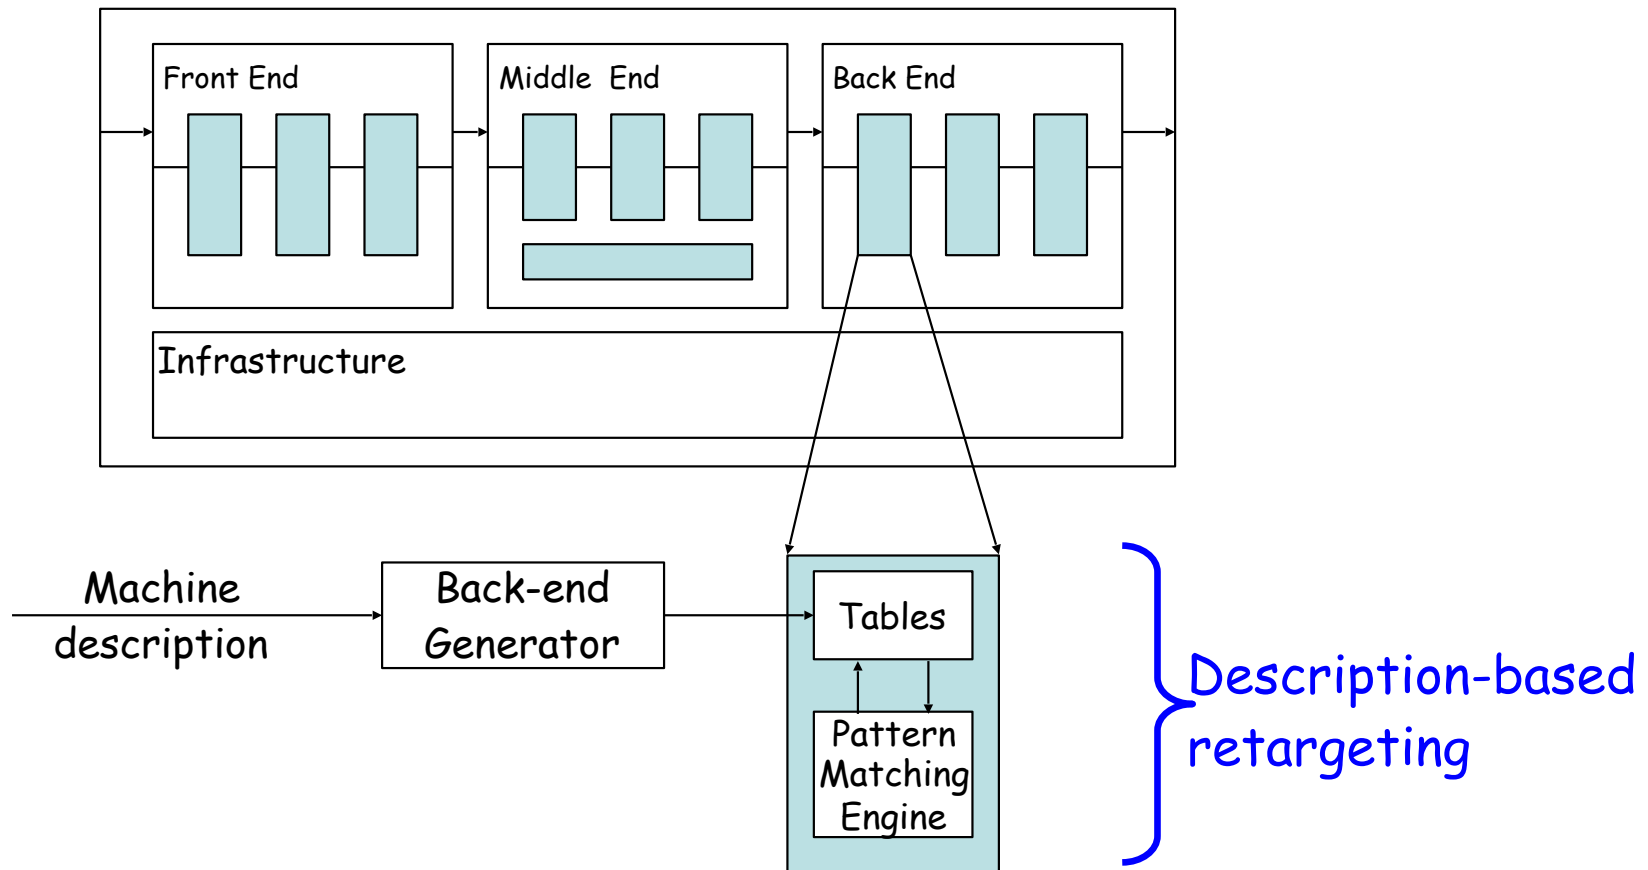 Front End
Middle End
Back End
Infrastructure
Machine
description
Back-end
Generator
Tables
Pattern
Matching
Engine
Description-based
retargeting